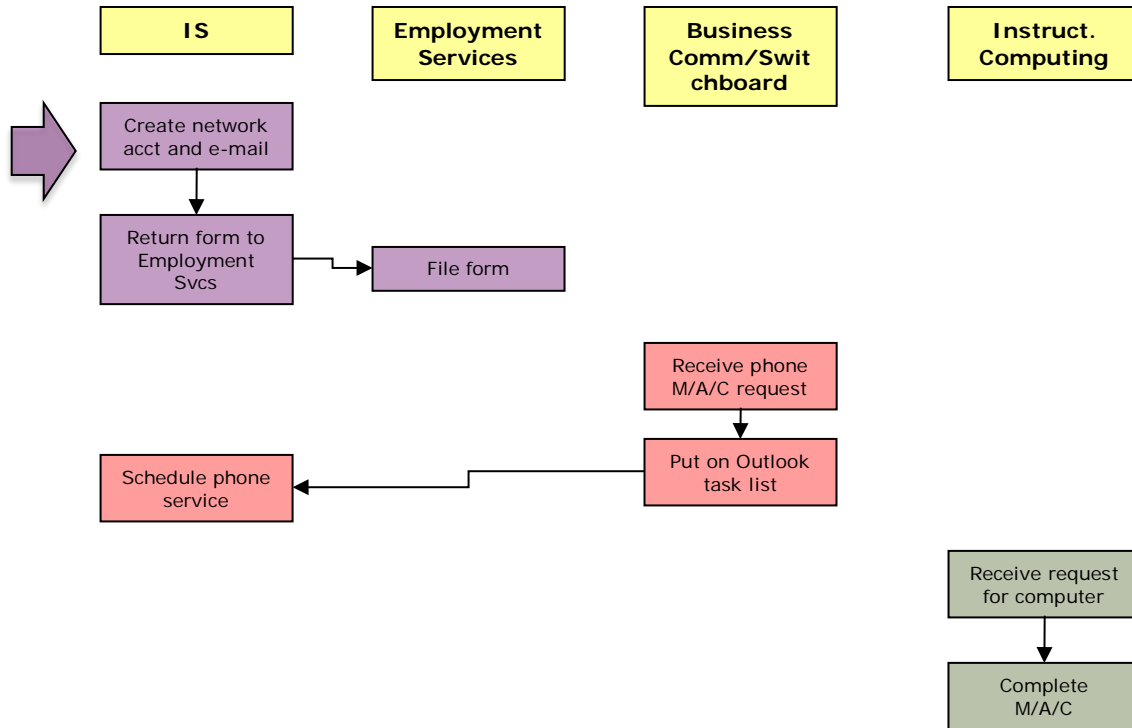 IS
Employment
Services
Business
Comm/Swit
chboard
Instruct.
Computing
Create network
acct and e-mail
Return form to
Employment
Svcs
File form
Receive phone
M/A/C request
Put on Outlook
task list
Schedule phone
service
Receive request
for computer
Complete
M/A/C